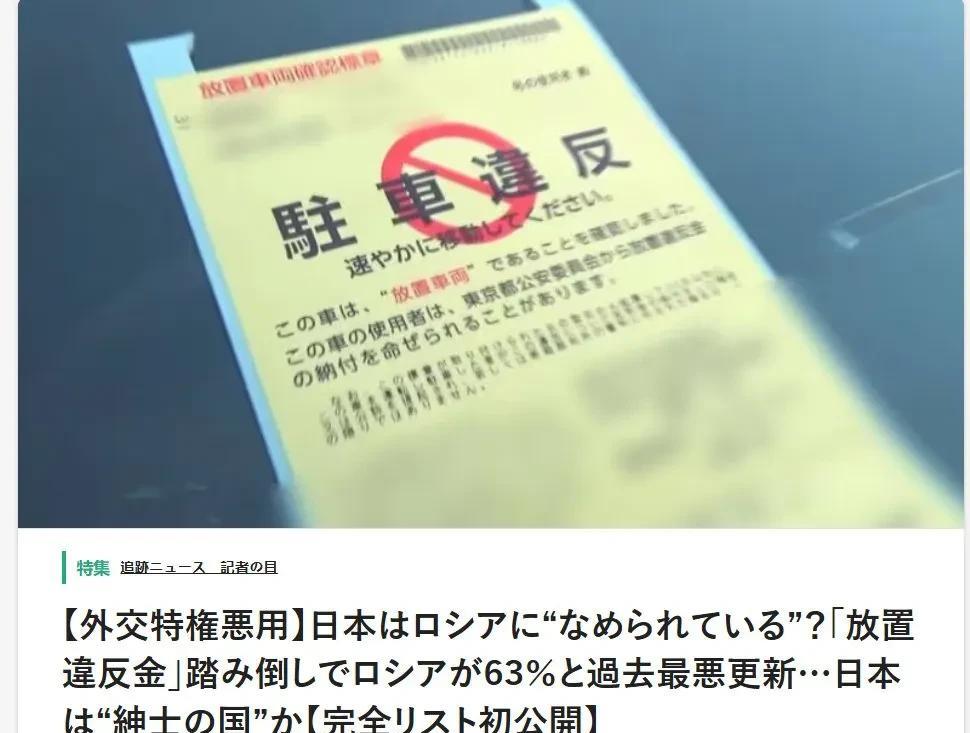 放置車両確認標章
駐車違反
速やかに移動してください。
この車は、“放置車両”であることを確認しました。
この車の使用者は、東京都公安委員会から放置違反金
の納付を命ぜられることがあります。
特集 追跡ニュース 記者の目
【外交特権悪用】日本はロシアに“なめられている”?「放置
違反金」踏み倒しでロシアが63%と過去最悪更新…日本
は“紳士の国”か【完全リスト初公開】